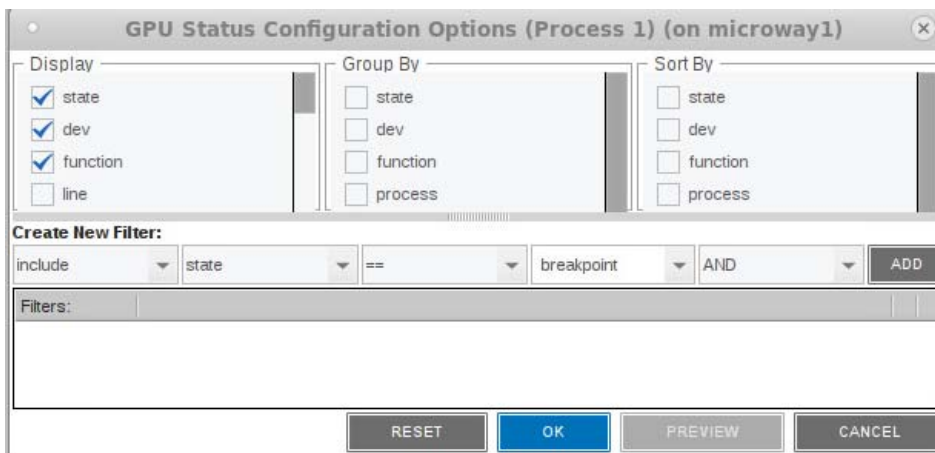 GPU Status Configuration Options (Process 1) (on microway1)
Display
state
dev
function
line
Group By
state
dev
function
process
Sort By
state
dev
function
process
Create New Filter:
include state == breakpoint AND ADD
Filters:
RESET OK PREVIEW CANCEL